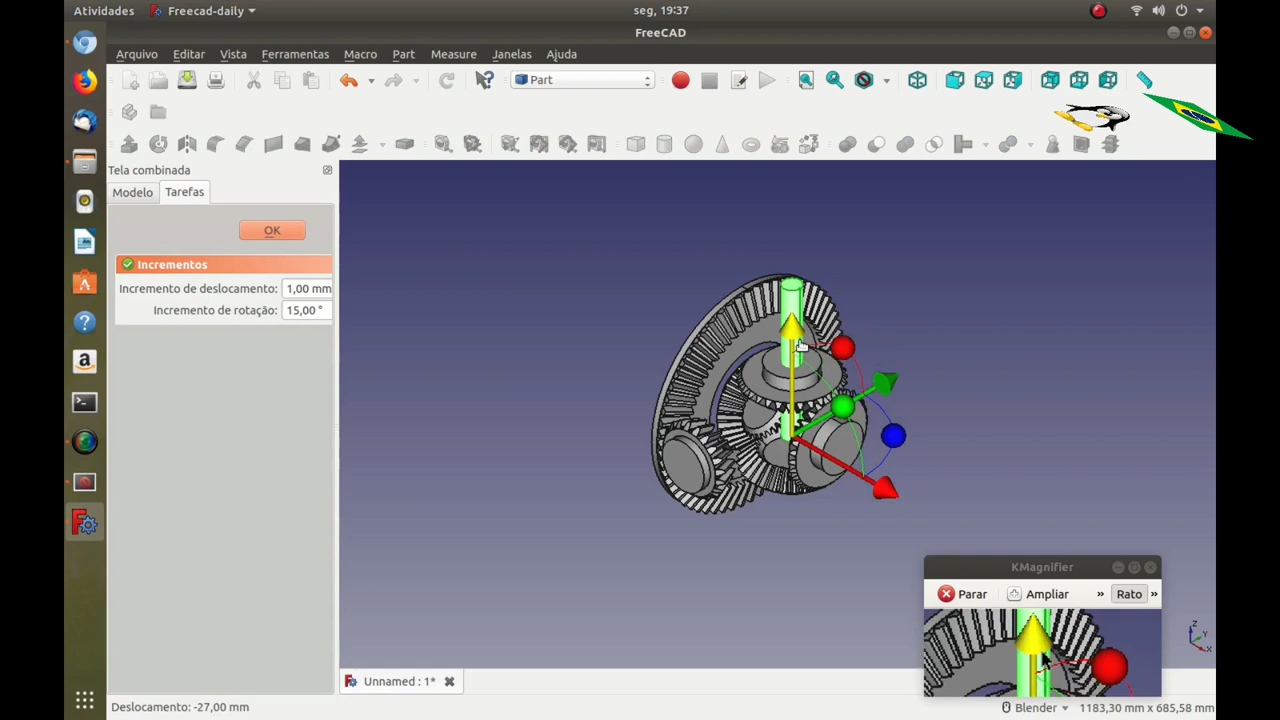 Atividades
Freecad-daily
seg, 19:37
FreeCAD
Arquivo Editar Vista Ferramentas Macro Part Measure Janelas Ajuda
Part
Tela combinada
Modelo Tarefas
OK
Incrementos
Incremento de deslocamento: 1,00 mm
Incremento de rotação: 15,00 °
KMagnifier
Parar Ampliar » Rato »
Z
Y
X
Unnamed : 1*
Deslocamento: -27,00 mm
Blender
1183,30 mm x 685,58 mm